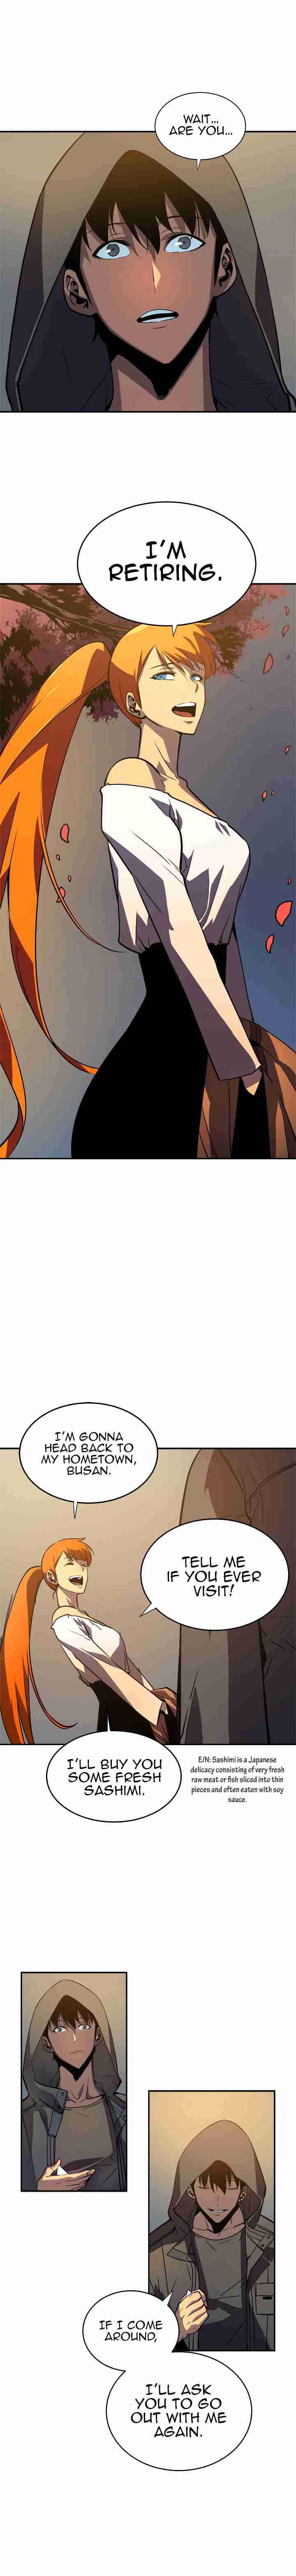 WAIT...
ARE YOU...
I'M
RETIRING.
I'M GONNA
HEAD BACK TO
MY HOMETOWN,
BUSAN.
TELL ME
IF YOU EVER
VISIT!
I'LL BUY YOU
SOME FRESH
SASHIMI.
E/N: Sashimi is a Japanese
delicacy consisting of very fresh
raw meat or fish sliced into thin
pieces and often eaten with soy
sauce.
IF I COME
AROUND,
I'LL ASK
YOU TO GO
OUT WITH ME
AGAIN.